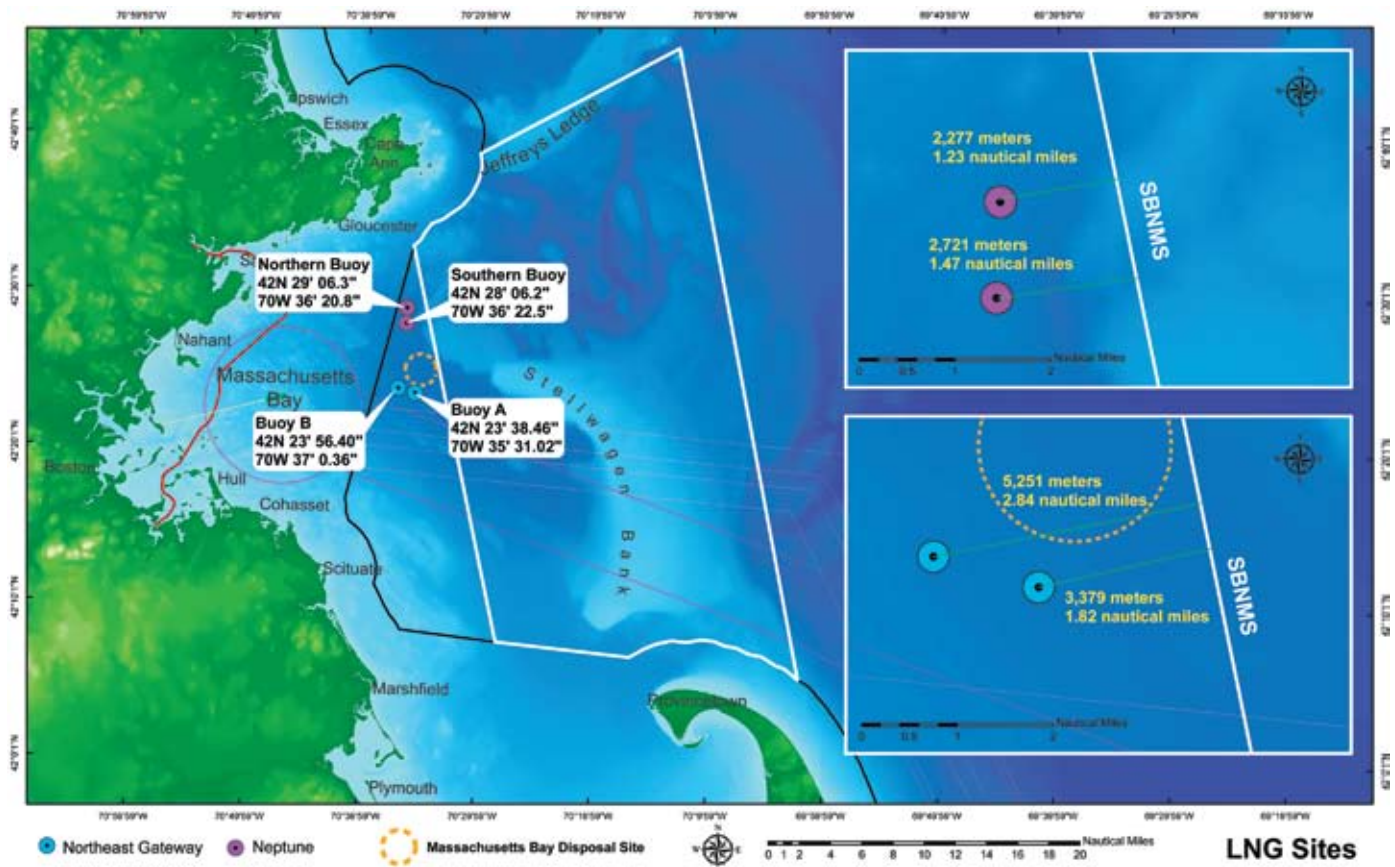 Ipswich
Essex
Cape
Ann
Jeffreys Ledge
Gloucester
Northern Buoy
42N 29' 06.3"
70W 36' 20.8"
Southern Buoy
42N 28' 06.2"
70W 36' 22.5"
Nahant
Massachusetts
Bay
Buoy B
42N 23' 56.40"
70W 37' 0.36"
Buoy A
42N 23' 38.46"
70W 35' 31.02"
Stellwagen Bank
Boston
Hull
Cohasset
Scituate
Marshfield
Provincetown
Plymouth
2,277 meters
1.23 nautical miles
2,721 meters
1.47 nautical miles
SBNMS
Nautical Miles
0 0.5 1 2
5,251 meters
2.84 nautical miles
3,379 meters
1.82 nautical miles
SBNMS
Nautical Miles
0 0.5 1 2
Northeast Gateway
Neptune
Massachusetts Bay Disposal Site
N
W E
S
Nautical Miles
0 1 2 4 6 8 10 12 14 16 18 20
LNG Sites